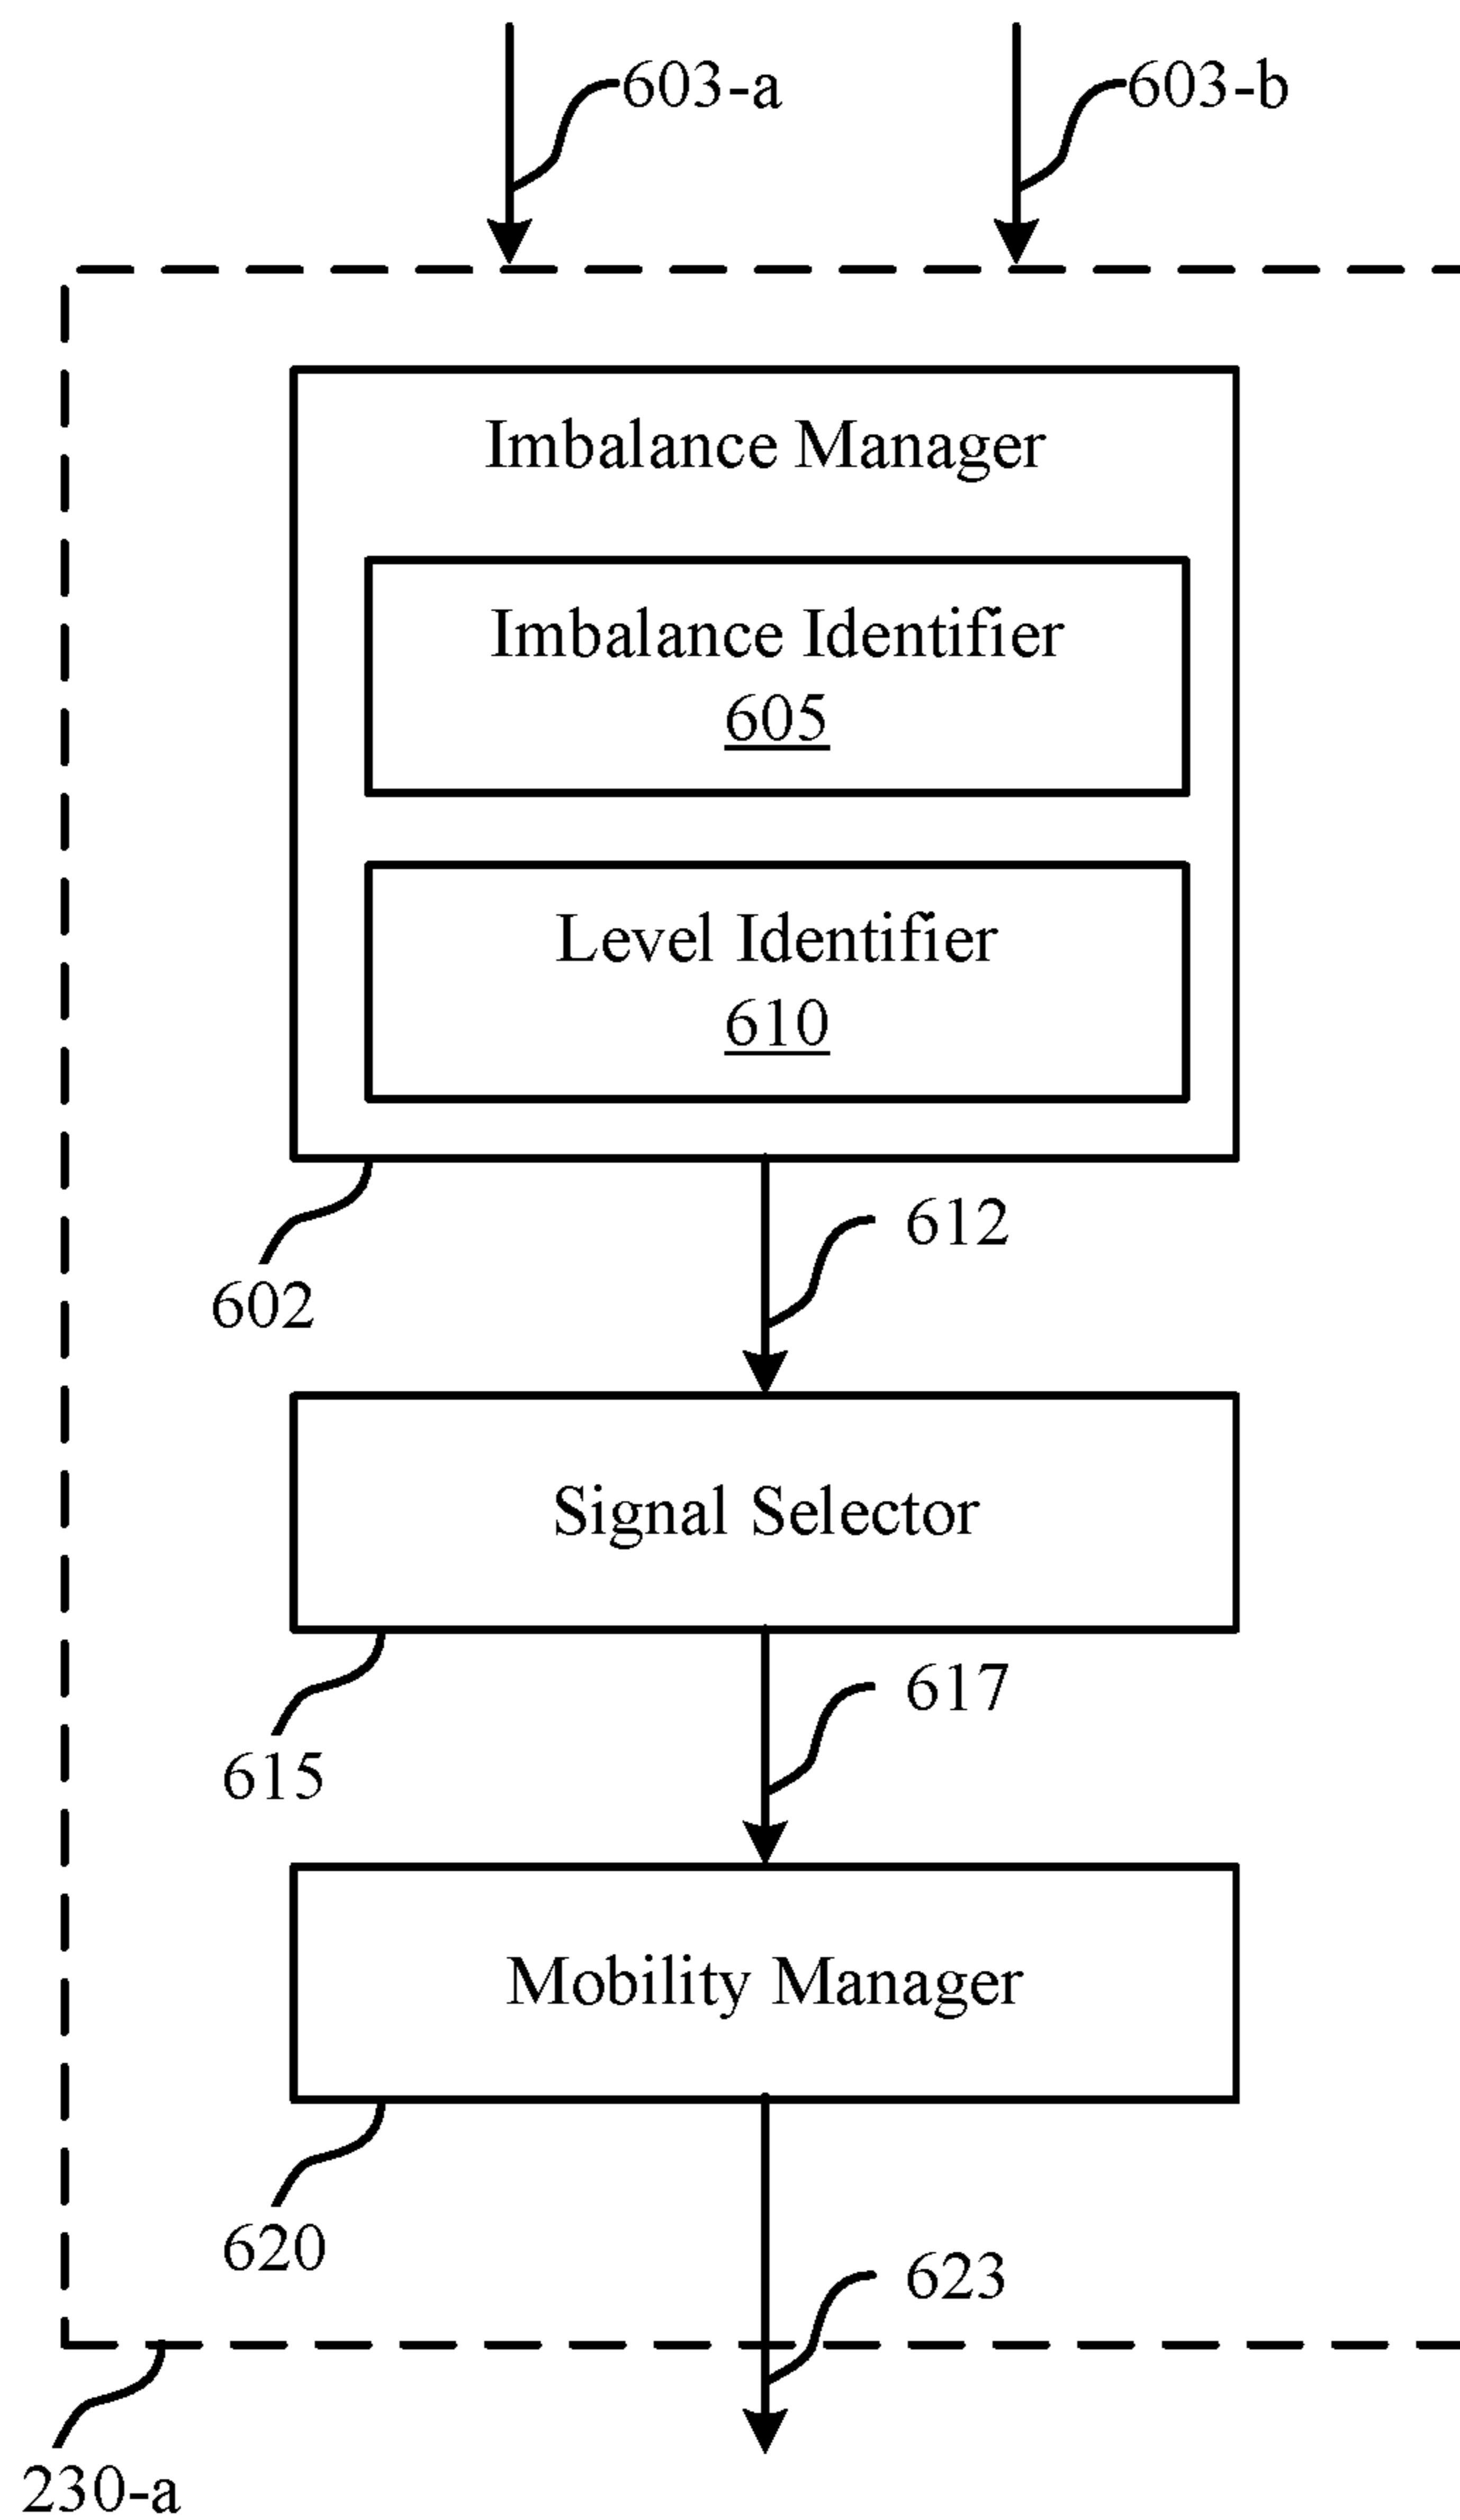 603-a
603-b
Imbalance Manager
Imbalance Identifier
605
Level Identifier
610
612
602
Signal Selector
617
615
Mobility Manager
620
623
230-a